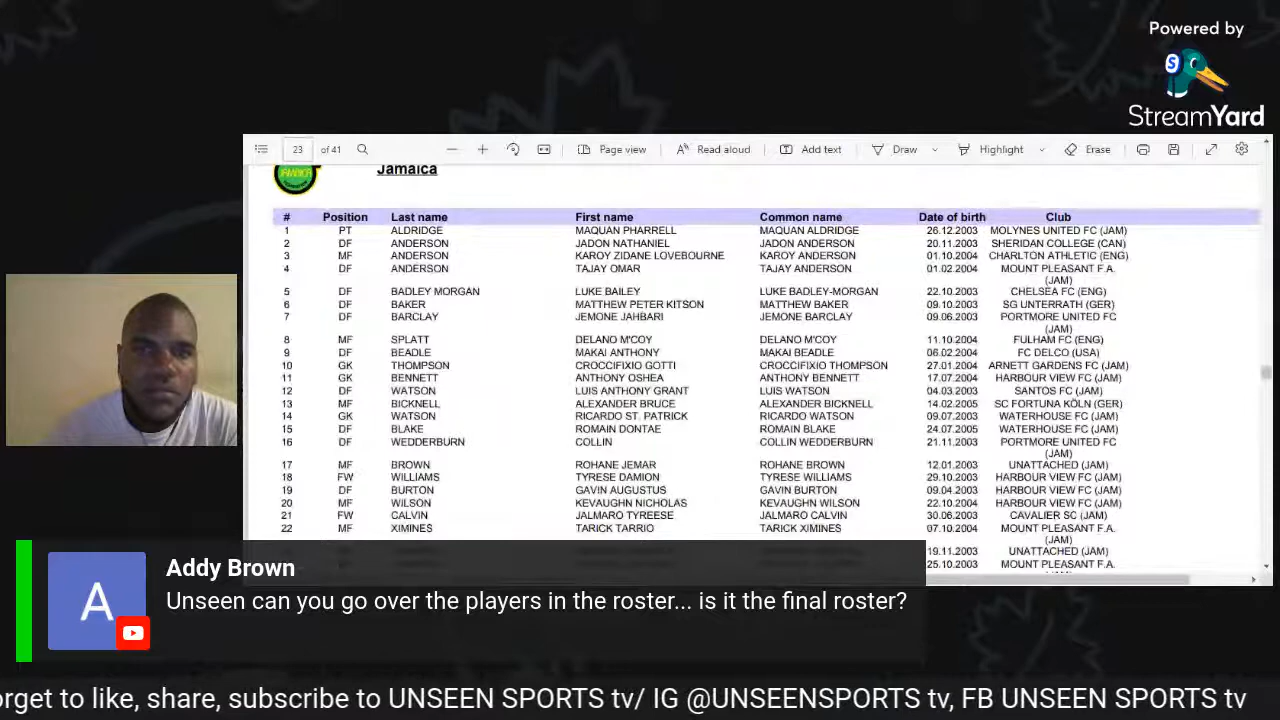 Powered by
StreamYard
23 of 41 Page view Read aloud Add text Draw Highlight Erase
Jamaica
# Position Last name First name Common name Date of birth Club
1 PT ALDRIDGE MAQUAN PHARRELL MAQUAN ALDRIDGE 26.12.2003 MOLYNES UNITED FC (JAM)
2 DF ANDERSON JADON NATHANIEL JADON ANDERSON 20.11.2003 SHERIDAN COLLEGE (CAN)
3 MF ANDERSON KAROY ZIDANE LOVEBOURNE KAROY ANDERSON 01.10.2004 CHARLTON ATHLETIC (ENG)
4 DF ANDERSON TAJAY OMAR TAJAY ANDERSON 01.02.2004 MOUNT PLEASANT F.A.
(JAM)
5 DF BADLEY MORGAN LUKE BAILEY LUKE BADLEY-MORGAN 22.10.2003 CHELSEA FC (ENG)
6 DF BAKER MATTHEW PETER KITSON MATTHEW BAKER 09.10.2003 SG UNTERRATH (GER)
7 DF BARCLAY JEMONE JAHBARI JEMONE BARCLAY 09.06.2003 PORTMORE UNITED FC
(JAM)
8 MF SPLATT DELANO M'COY DELANO M'COY 11.10.2004 FULHAM FC (ENG)
9 DF BEADLE MAKAI ANTHONY MAKAI BEADLE 06.02.2004 FC DELCO (USA)
10 GK THOMPSON CROCCIFIXIO GOTTI CROCCIFIXIO THOMPSON 27.01.2004 ARNETT GARDENS FC (JAM)
11 GK BENNETT ANTHONY OSHEA ANTHONY BENNETT 17.07.2004 HARBOUR VIEW FC (JAM)
12 DF WATSON LUIS ANTHONY GRANT LUIS WATSON 04.03.2003 SANTOS FC (JAM)
13 MF BICKNELL ALEXANDER BRUCE ALEXANDER BICKNELL 14.02.2005 SC FORTUNA KÖLN (GER)
14 GK WATSON RICARDO ST. PATRICK RICARDO WATSON 09.07.2003 WATERHOUSE FC (JAM)
15 DF BLAKE ROMAIN DONTAE ROMAIN BLAKE 24.07.2005 WATERHOUSE FC (JAM)
16 DF WEDDERBURN COLLIN COLLIN WEDDERBURN 21.11.2003 PORTMORE UNITED FC
(JAM)
17 MF BROWN ROHANE JEMAR ROHANE BROWN 12.01.2003 UNATTACHED (JAM)
18 FW WILLIAMS TYRESE DAMION TYRESE WILLIAMS 29.10.2003 HARBOUR VIEW FC (JAM)
19 DF BURTON GAVIN AUGUSTUS GAVIN BURTON 09.04.2003 HARBOUR VIEW FC (JAM)
20 MF WILSON KEVAUGHN NICHOLAS KEVAUGHN WILSON 22.10.2004 HARBOUR VIEW FC (JAM)
21 FW CALVIN JALMARO TYREESE JALMARO CALVIN 30.06.2003 CAVALIER SC (JAM)
22 MF XIMINES TARICK TARRIO TARICK XIMINES 07.10.2004 MOUNT PLEASANT F.A.
(JAM)
19.11.2003 UNATTACHED (JAM)
25.10.2003 MOUNT PLEASANT F.A.
A
Addy Brown
Unseen can you go over the players in the roster... is it the final roster?
orget to like, share, subscribe to UNSEEN SPORTS tv/ IG @UNSEENSPORTS tv, FB UNSEEN SPORTS tv